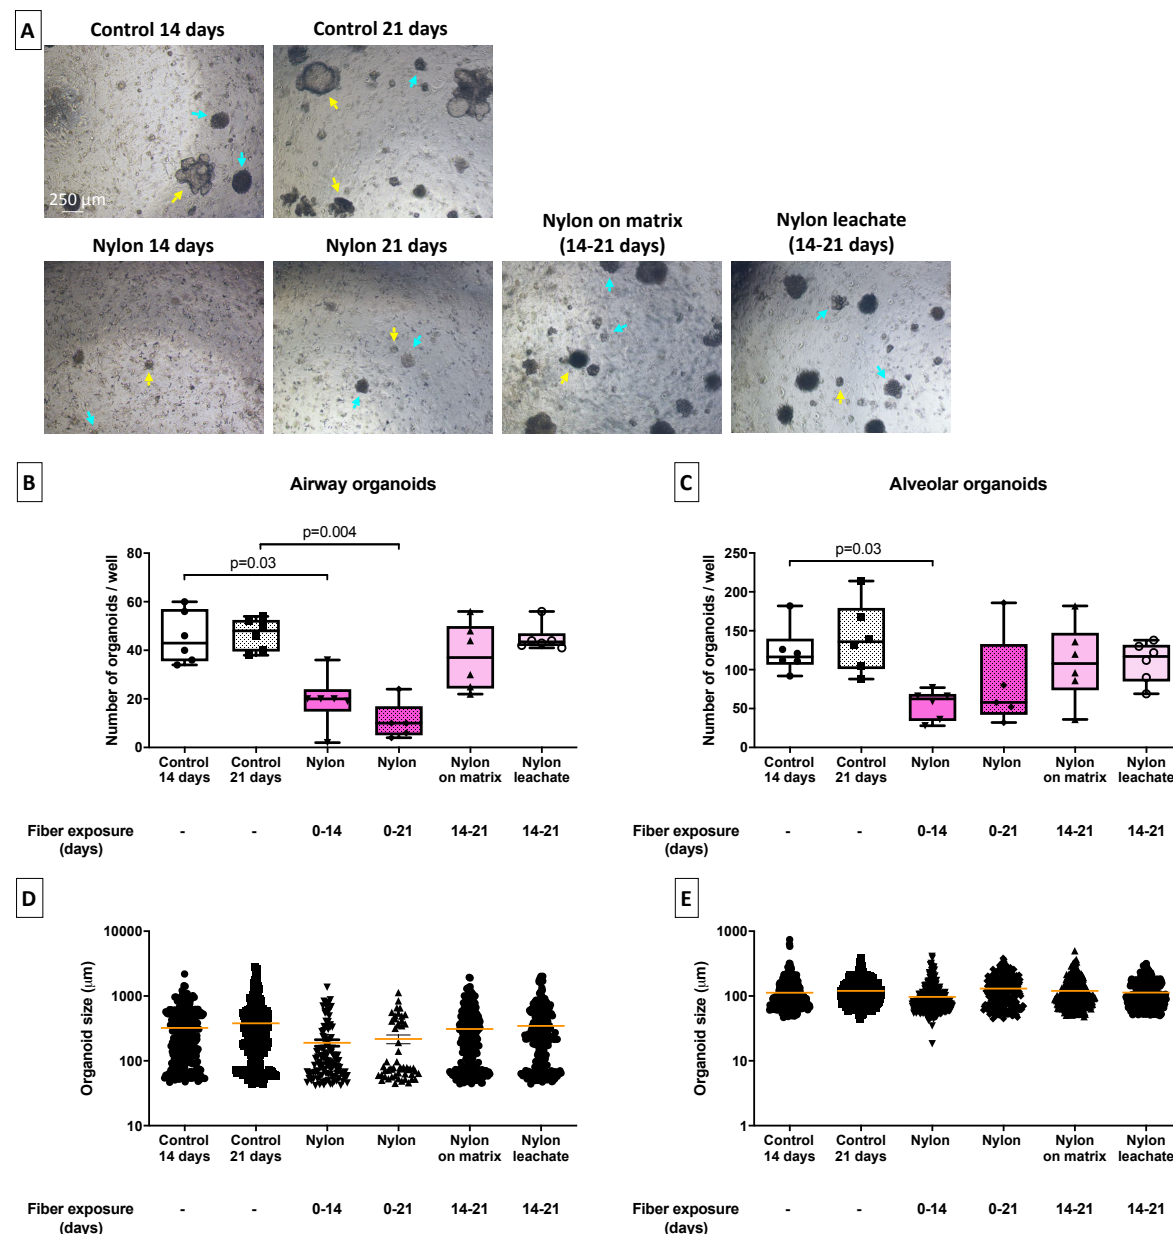 A
Control 14 days
Control 21 days
250 µm
Nylon 14 days
Nylon 21 days
Nylon on matrix
(14-21 days)
Nylon leachate
(14-21 days)
B
Airway organoids
p=0.004
p=0.03
Number of organoids / well
80
60
40
20
0
Control
14 days
Control
21 days
Nylon
Nylon
Nylon
on matrix
Nylon
leachate
Fiber exposure
(days)
- - 0-14 0-21 14-21 14-21
C
Alveolar organoids
p=0.03
Number of organoids / well
250
200
150
100
50
0
Control
14 days
Control
21 days
Nylon
Nylon
Nylon
on matrix
Nylon
leachate
Fiber exposure
(days)
- - 0-14 0-21 14-21 14-21
D
Organoid size (µm)
10000
1000
100
10
Control
14 days
Control
21 days
Nylon
Nylon
Nylon
on matrix
Nylon
leachate
Fiber exposure
(days)
- - 0-14 0-21 14-21 14-21
E
Organoid size (µm)
1000
100
10
1
Control
14 days
Control
21 days
Nylon
Nylon
Nylon
on matrix
Nylon
leachate
Fiber exposure
(days)
- - 0-14 0-21 14-21 14-21